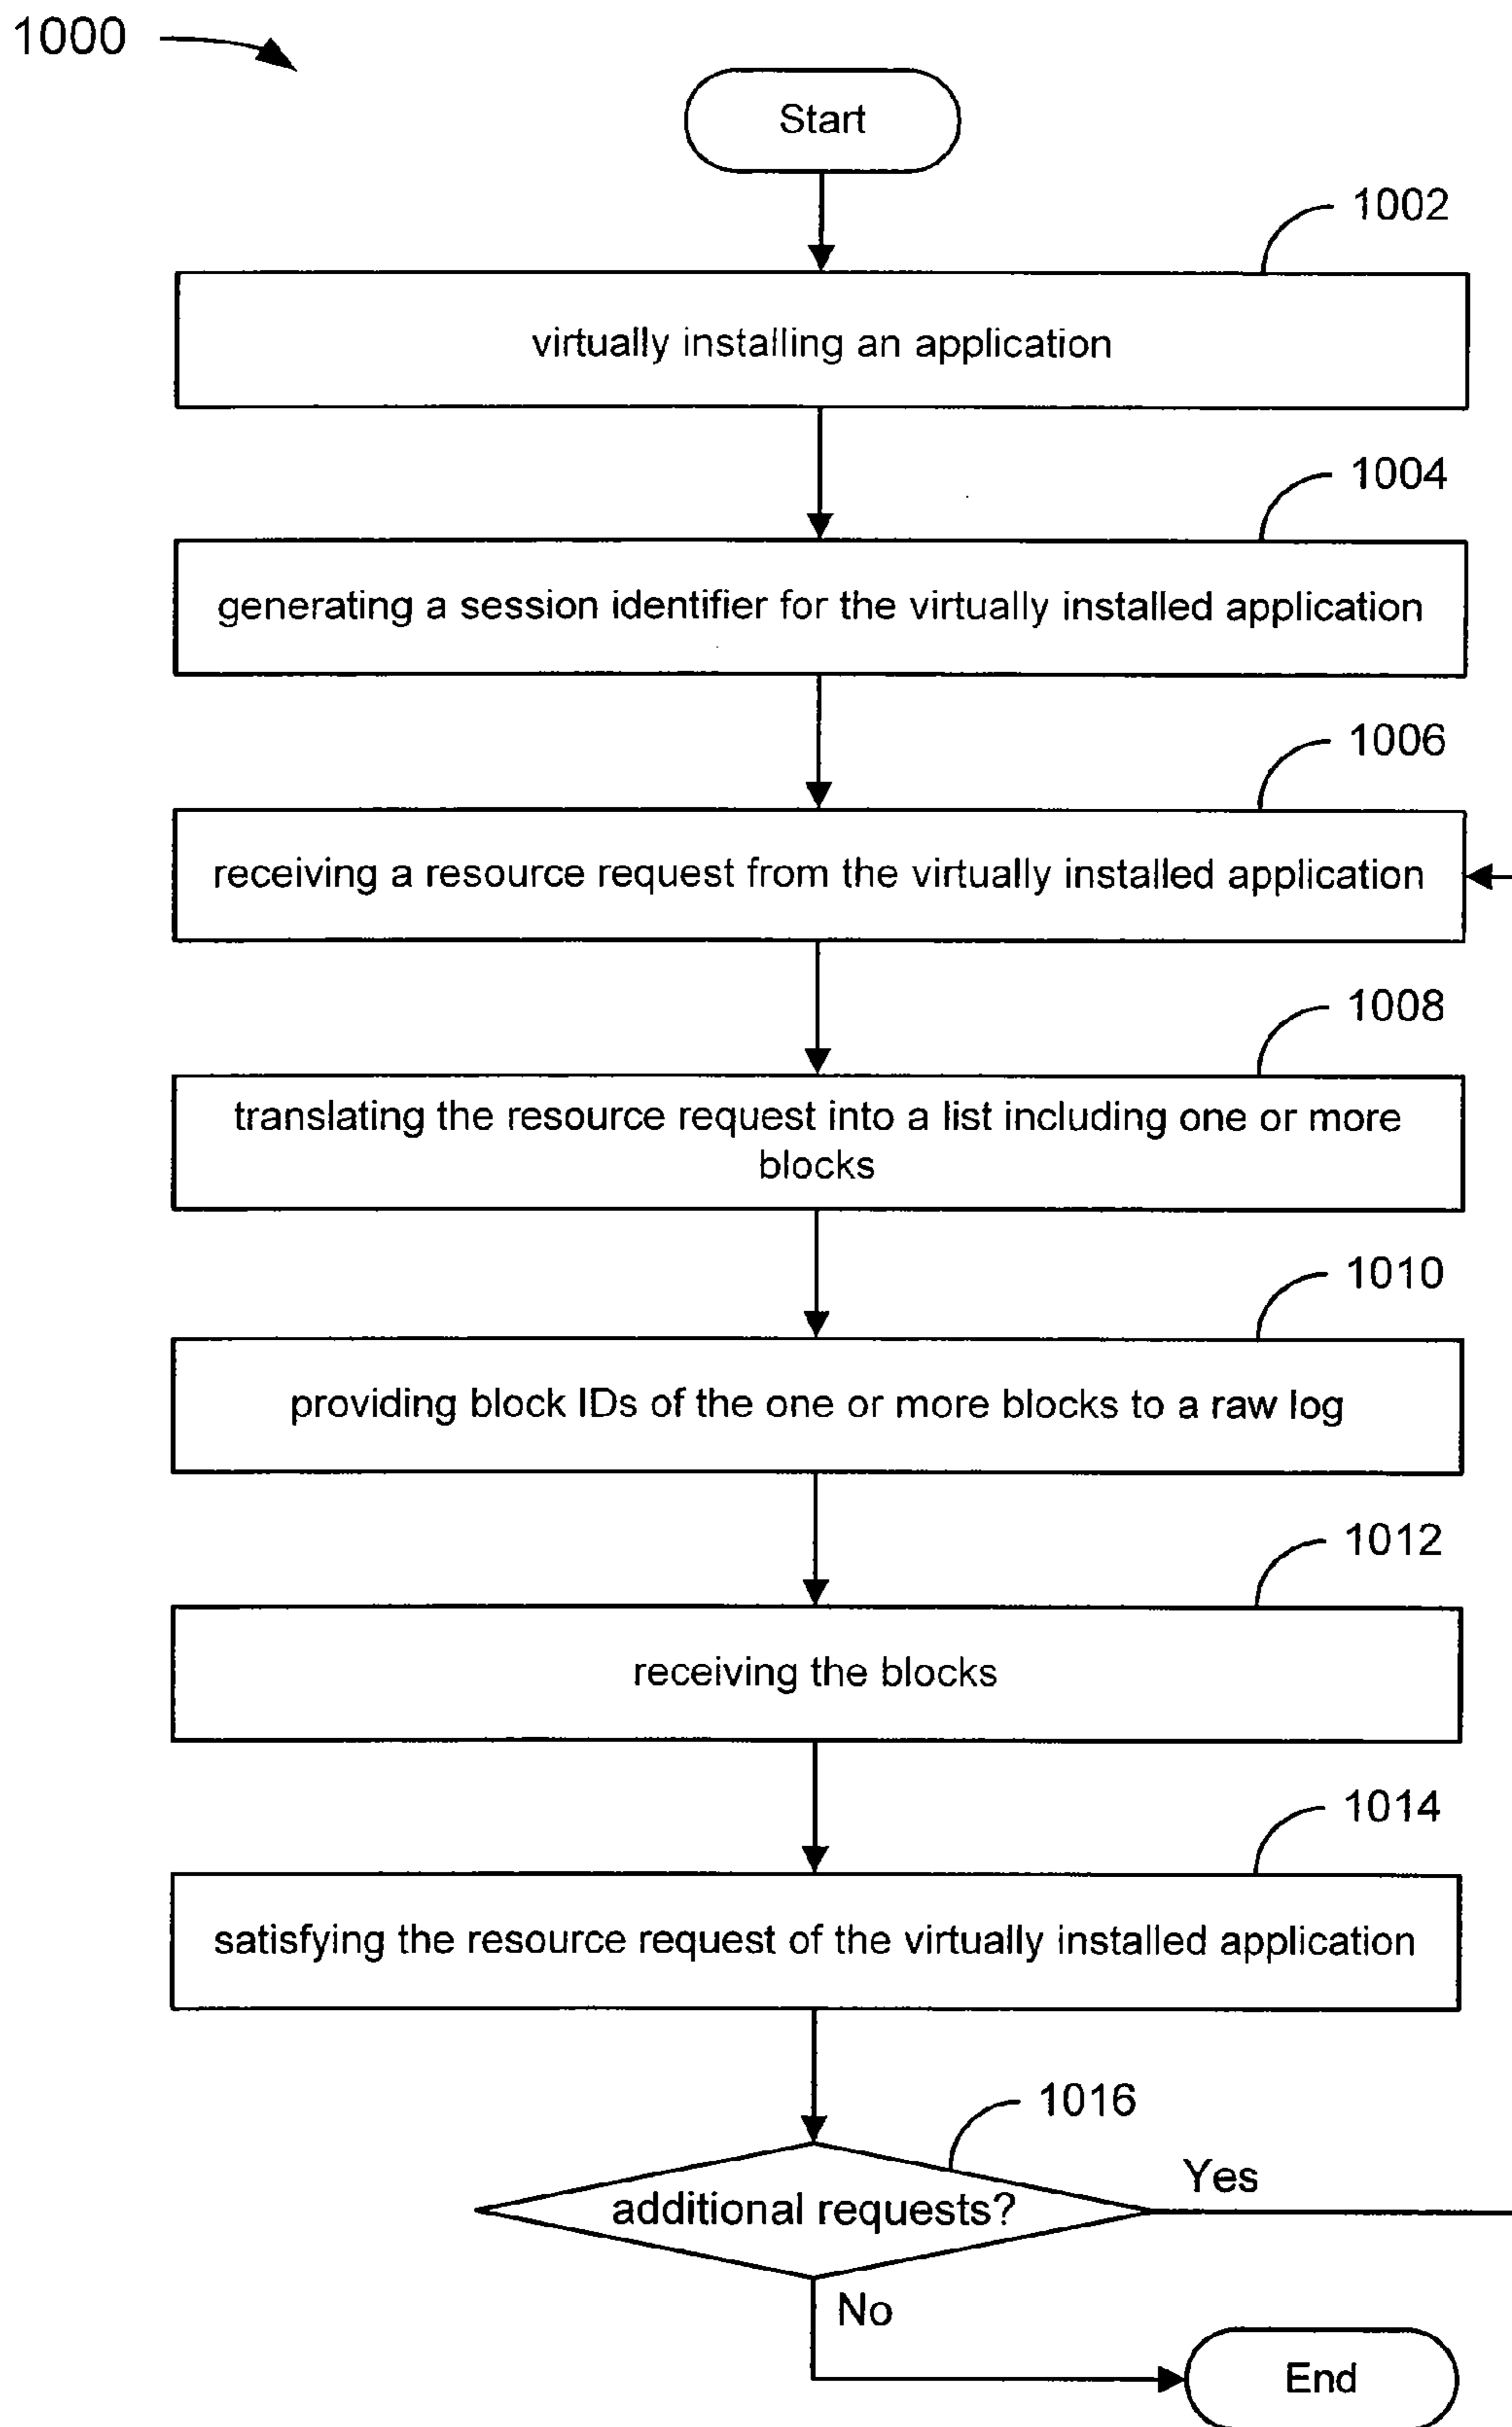 1000
Start
1002
virtually installing an application
1004
generating a session identifier for the virtually installed application
1006
receiving a resource request from the virtually installed application
1008
translating the resource request into a list including one or more
blocks
1010
providing block IDs of the one or more blocks to a raw log
1012
receiving the blocks
1014
satisfying the resource request of the virtually installed application
1016
additional requests?
Yes
No
End